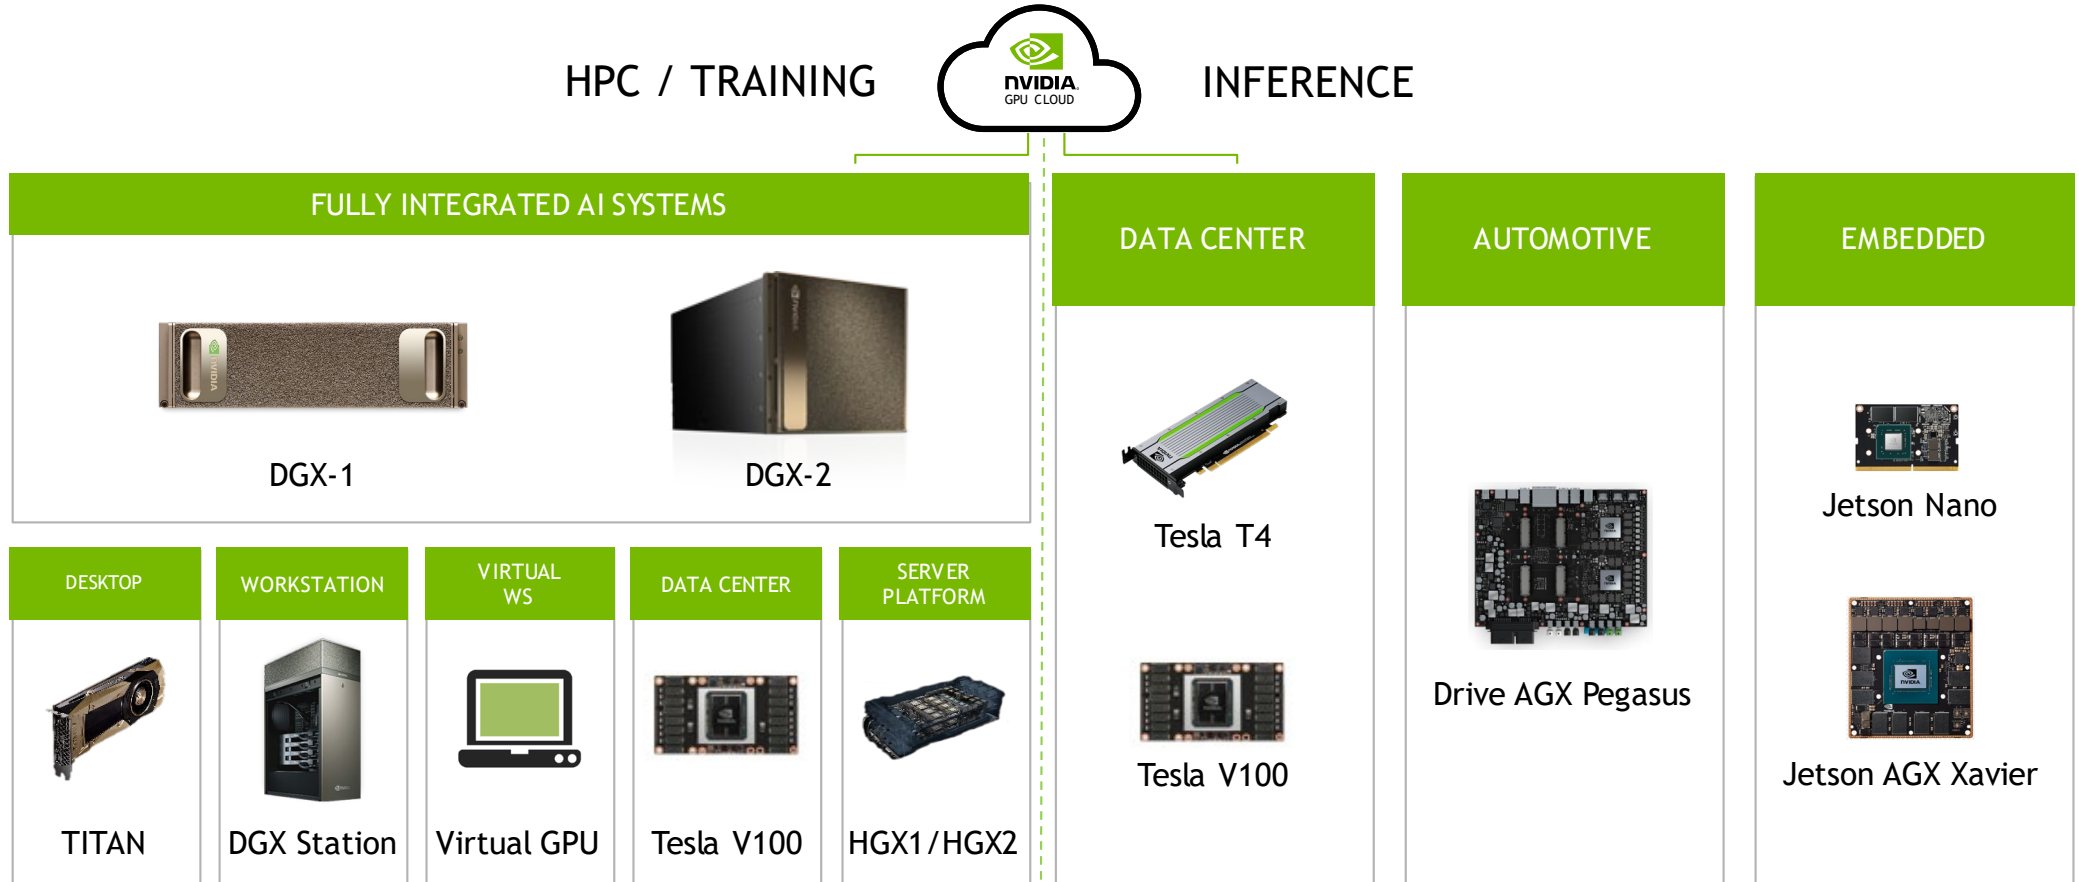 HPC / TRAINING
NVIDIA.
GPU CLOUD
INFERENCE
FULLY INTEGRATED AI SYSTEMS
DGX-1
DGX-2
DESKTOP
TITAN
WORKSTATION
DGX Station
VIRTUAL
WS
Virtual GPU
DATA CENTER
Tesla V100
SERVER
PLATFORM
HGX1/HGX2
DATA CENTER
Tesla T4
Tesla V100
AUTOMOTIVE
Drive AGX Pegasus
EMBEDDED
Jetson Nano
NVIDIA
Jetson AGX Xavier